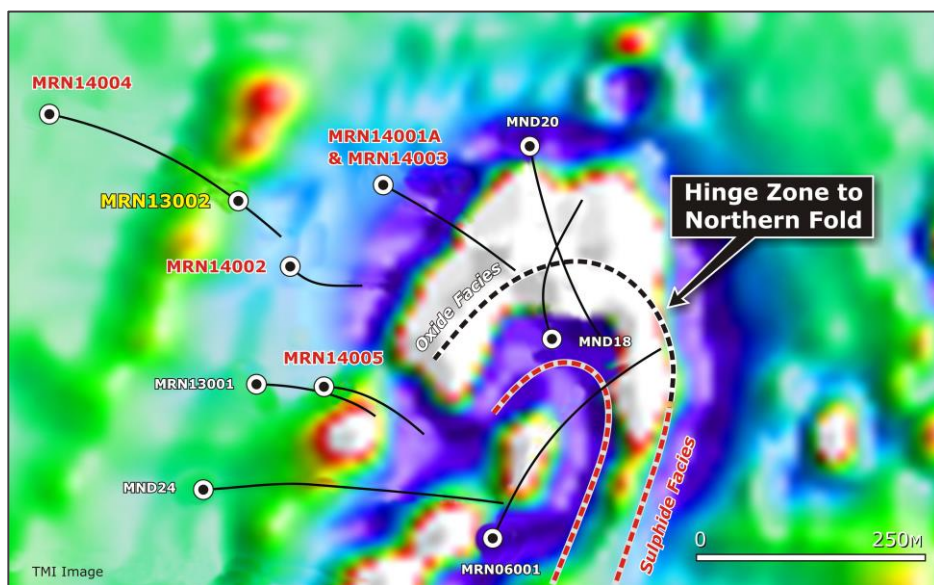 MRN14004
MND20
MRN14001A
& MRN14003
MRN13002
Hinge Zone to
Northern Fold
MRN14002
Oxide Facies
MND18
MRN14005
MRN13001
MND24
Sulphide Facies
0 250M
MRN06001
TMI Image